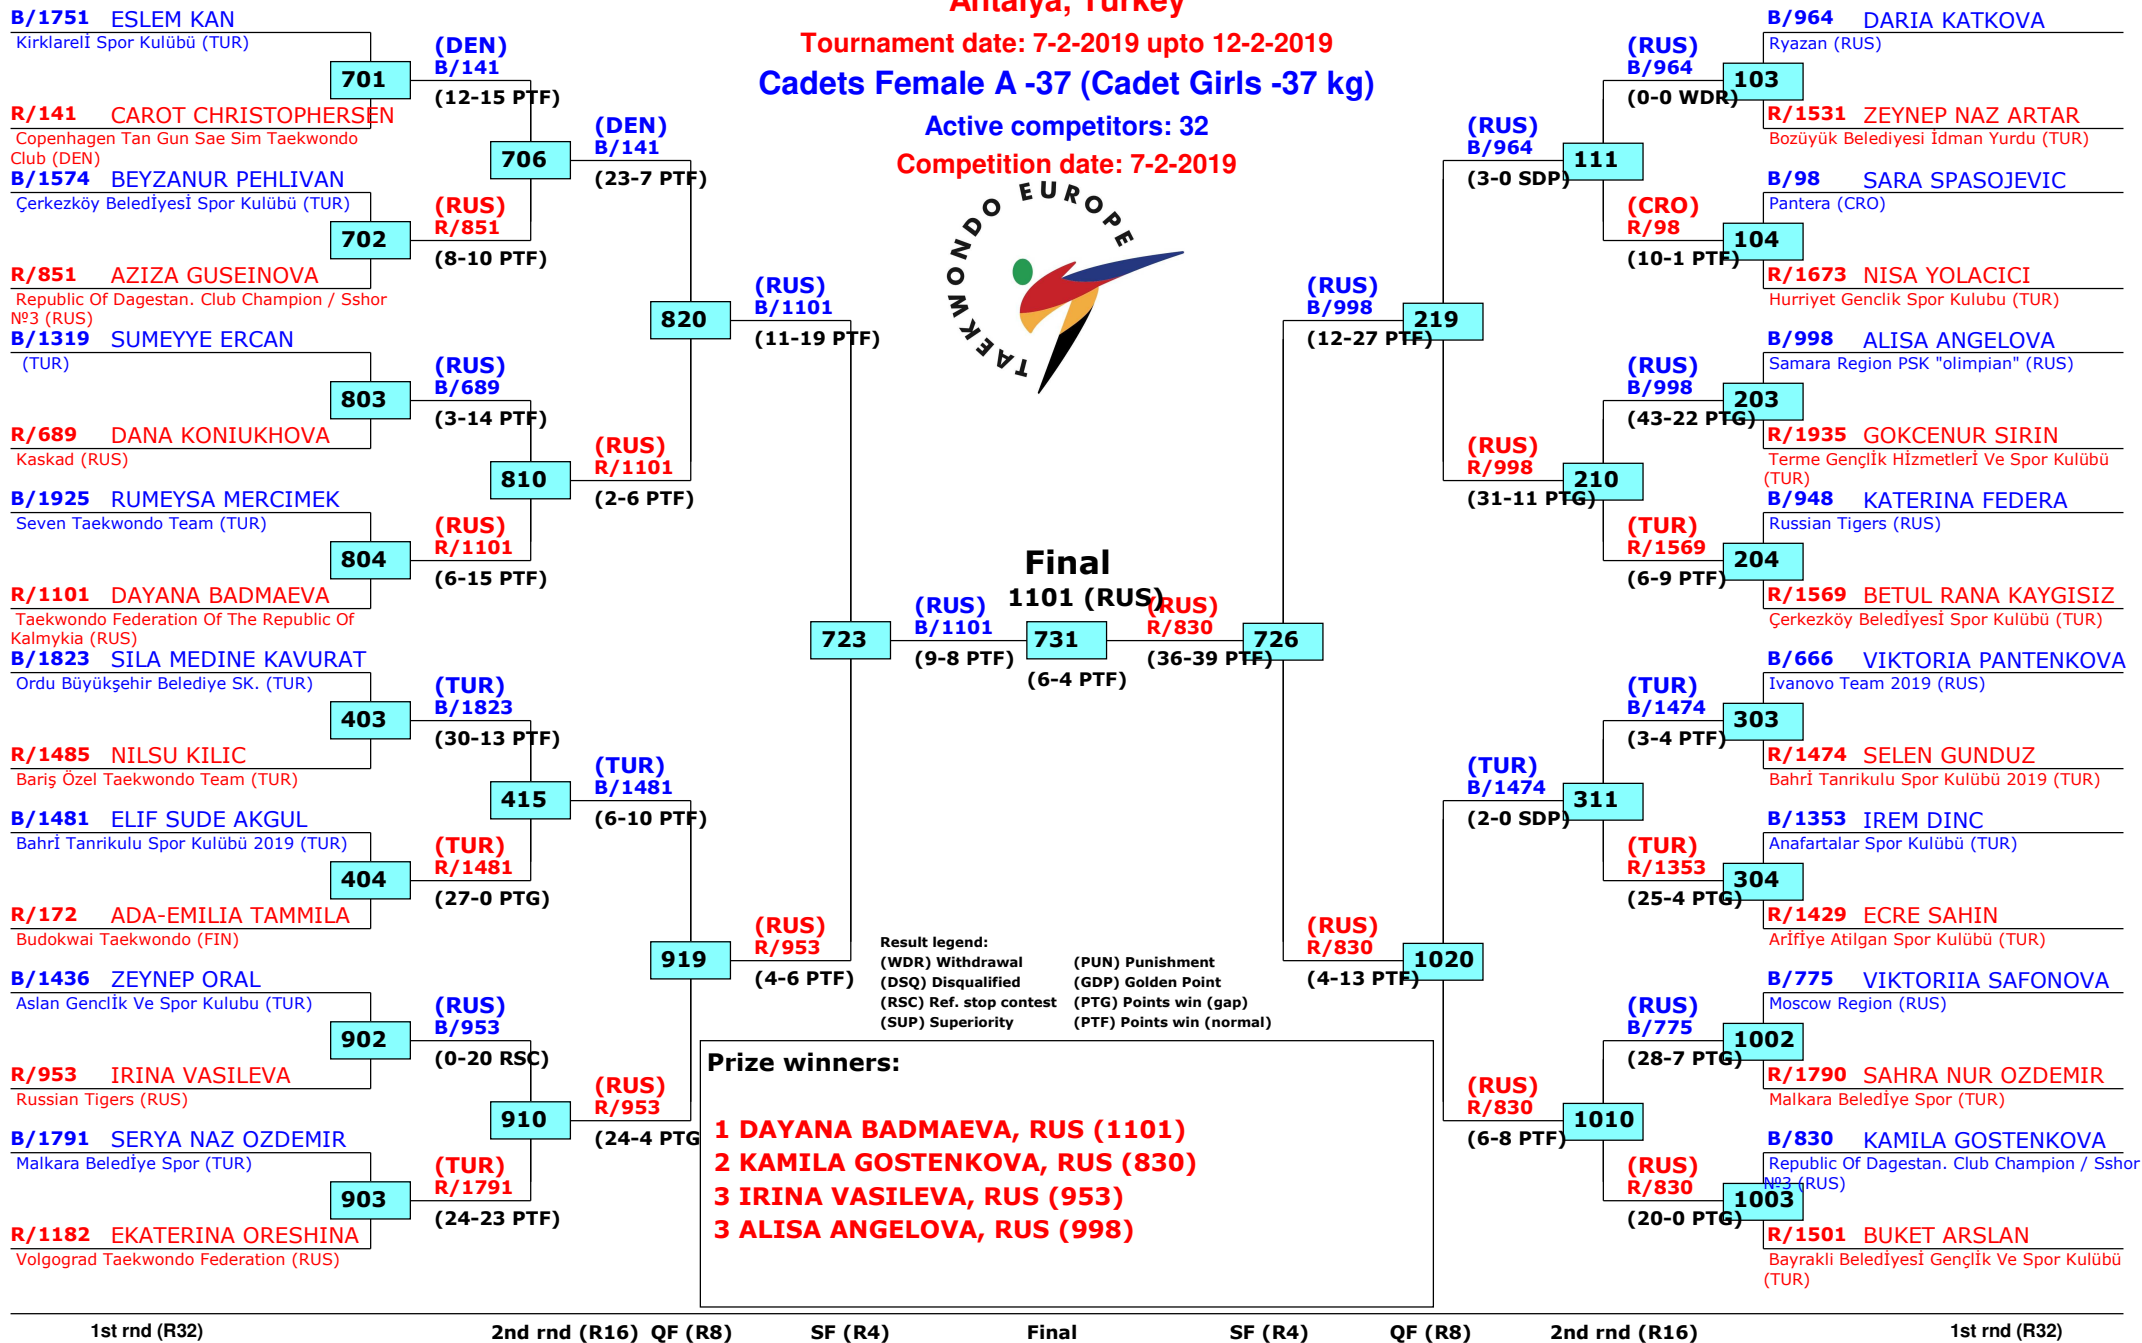 Antalya, Turkey
Tournament date: 7-2-2019 upto 12-2-2019
Cadets Female A -37 (Cadet Girls -37 kg)
Active competitors: 32
Competition date: 7-2-2019
TAEKWONDO EUROPE
B/1751 ESLEM KAN
Kirklarelİ Spor Kulübü (TUR)
701
R/141 CAROT CHRISTOPHERSEN
Copenhagen Tan Gun Sae Sim Taekwondo
Club (DEN)
B/1574 BEYZANUR PEHLIVAN
Çerkezköy Beledİyesİ Spor Kulübü (TUR)
702
R/851 AZIZA GUSEINOVA
Republic Of Dagestan. Club Champion / Sshor
№3 (RUS)
B/1319 SUMEYYE ERCAN
(TUR)
803
R/689 DANA KONIUKHOVA
Kaskad (RUS)
B/1925 RUMEYSA MERCIMEK
Seven Taekwondo Team (TUR)
804
R/1101 DAYANA BADMAEVA
Taekwondo Federation Of The Republic Of
Kalmykia (RUS)
B/1823 SILA MEDINE KAVURAT
Ordu Büyükşehir Belediye SK. (TUR)
403
R/1485 NILSU KILIC
Bariş Özel Taekwondo Team (TUR)
B/1481 ELIF SUDE AKGUL
Bahrİ Tanrikulu Spor Kulübü 2019 (TUR)
404
R/172 ADA-EMILIA TAMMILA
Budokwai Taekwondo (FIN)
B/1436 ZEYNEP ORAL
Aslan Genclİk Ve Spor Kulubu (TUR)
902
R/953 IRINA VASILEVA
Russian Tigers (RUS)
B/1791 SERYA NAZ OZDEMIR
Malkara Beledİye Spor (TUR)
903
R/1182 EKATERINA ORESHINA
Volgograd Taekwondo Federation (RUS)
(DEN)
B/141
(12-15 PTF)
706
(RUS)
R/851
(8-10 PTF)
(RUS)
B/689
(3-14 PTF)
810
(RUS)
R/1101
(6-15 PTF)
(TUR)
B/1823
(30-13 PTF)
415
(TUR)
R/1481
(27-0 PTG)
(RUS)
B/953
(0-20 RSC)
910
(TUR)
R/1791
(24-23 PTF)
(DEN)
B/141
(23-7 PTF)
820
(RUS)
R/1101
(2-6 PTF)
(TUR)
B/1481
(6-10 PTF)
919
(RUS)
R/953
(24-4 PTG
(RUS)
B/1101
(11-19 PTF)
723
(RUS)
R/953
(4-6 PTF)
(RUS)
B/1101
(9-8 PTF)
Final
1101 (RUS)
731
(6-4 PTF)
(RUS)
R/830
(36-39 PTF)
726
(RUS)
B/998
(12-27 PTF)
219
(RUS)
R/830
(4-13 PTF)
1020
(RUS)
B/964
(3-0 SDP)
111
(RUS)
R/998
(31-11 PTG)
210
(TUR)
B/1474
(2-0 SDP)
311
(RUS)
R/830
(6-8 PTF)
1010
(RUS)
B/964
(0-0 WDR)
103
(CRO)
R/98
(10-1 PTF)
104
(RUS)
B/998
(43-22 PTG)
203
(TUR)
R/1569
(6-9 PTF)
204
(TUR)
B/1474
(3-4 PTF)
303
(TUR)
R/1353
(25-4 PTG)
304
(RUS)
B/775
(28-7 PTG)
1002
(RUS)
R/830
(20-0 PTG)
1003
B/964 DARIA KATKOVA
Ryazan (RUS)
R/1531 ZEYNEP NAZ ARTAR
Bozüyük Belediyesi İdman Yurdu (TUR)
B/98 SARA SPASOJEVIC
Pantera (CRO)
R/1673 NISA YOLACICI
Hurriyet Genclik Spor Kulubu (TUR)
B/998 ALISA ANGELOVA
Samara Region PSK "olimpian" (RUS)
R/1935 GOKCENUR SIRIN
Terme Gençlİk Hİzmetlerİ Ve Spor Kulübü
(TUR)
B/948 KATERINA FEDERA
Russian Tigers (RUS)
R/1569 BETUL RANA KAYGISIZ
Çerkezköy Beledİyesİ Spor Kulübü (TUR)
B/666 VIKTORIA PANTENKOVA
Ivanovo Team 2019 (RUS)
R/1474 SELEN GUNDUZ
Bahrİ Tanrikulu Spor Kulübü 2019 (TUR)
B/1353 IREM DINC
Anafartalar Spor Kulübü (TUR)
R/1429 ECRE SAHIN
Arİfİye Atilgan Spor Kulübü (TUR)
B/775 VIKTORIIA SAFONOVA
Moscow Region (RUS)
R/1790 SAHRA NUR OZDEMIR
Malkara Beledİye Spor (TUR)
B/830 KAMILA GOSTENKOVA
Republic Of Dagestan. Club Champion / Sshor
№3 (RUS)
R/1501 BUKET ARSLAN
Bayrakli Beledİyesİ Gençlİk Ve Spor Kulübü
(TUR)
Result legend:
(WDR) Withdrawal (PUN) Punishment
(DSQ) Disqualified (GDP) Golden Point
(RSC) Ref. stop contest (PTG) Points win (gap)
(SUP) Superiority (PTF) Points win (normal)
Prize winners:
1 DAYANA BADMAEVA, RUS (1101)
2 KAMILA GOSTENKOVA, RUS (830)
3 IRINA VASILEVA, RUS (953)
3 ALISA ANGELOVA, RUS (998)
1st rnd (R32) 2nd rnd (R16) QF (R8) SF (R4) Final SF (R4) QF (R8) 2nd rnd (R16) 1st rnd (R32)